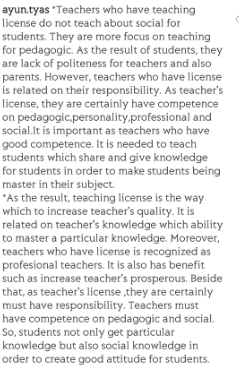 ayun.tyas "Teachers who have teaching
license do not teach about social for
students. They are more focus on teaching
for pedagogic. As the result of students, they
are lack of politeness for teachers and also
parents. However, teachers who have license
is related on their responsibility. As teacher's
license, they are certainly have competence
on pedagogic,personality,professional and
social.It is important as teachers who have
good competence. It is needed to teach
students which share and give knowledge
for students in order to make students being
master in their subject.
"As the result, teaching license is the way
which to increase teacher's quality. It is
related on teacher's knowledge which ability
to master a particular knowledge. Moreover,
teachers who have license is recognized as
profesional teachers. It is also has benefit
such as increase teacher's prosperous. Beside
that, as teacher's license ,they are certainly
must have responsibility. Teachers must
have competence on pedagogic and social.
So, students not only get particular
knowledge but also social knowledge in
order to create good attitude for students.